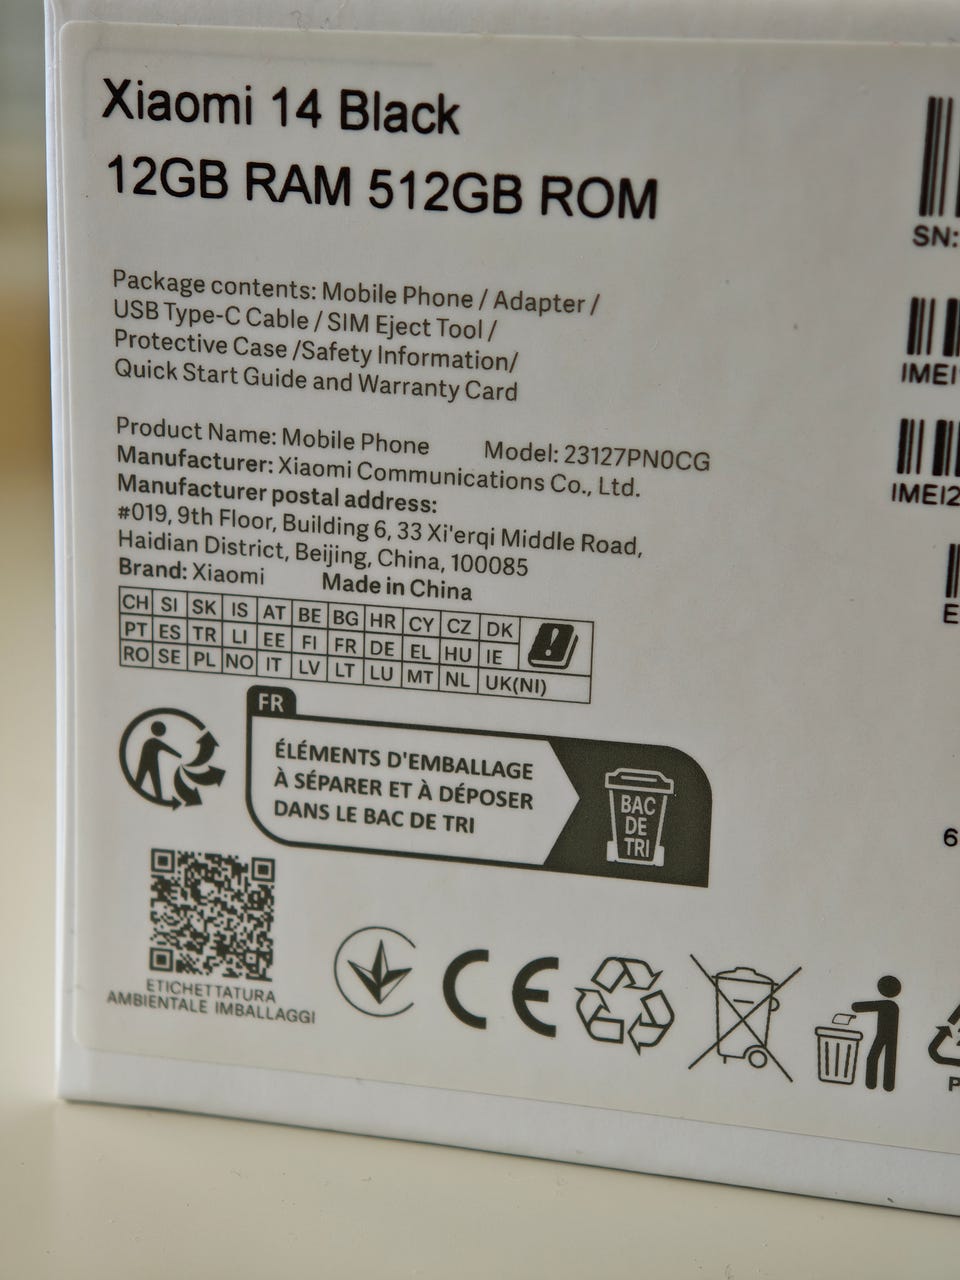 Xiaomi 14 Black
12GB RAM 512GB ROM
Package contents: Mobile Phone / Adapter /
USB Type-C Cable / SIM Eject Tool /
Protective Case /Safety Information/
Quick Start Guide and Warranty Card
Product Name: Mobile Phone Model: 23127PN0CG
Manufacturer: Xiaomi Communications Co., Ltd.
Manufacturer postal address:
#019, 9th Floor, Building 6, 33 Xi'erqi Middle Road,
Haidian District, Beijing, China, 100085
Brand: Xiaomi Made in China
CH SI SK IS AT BE BG HR CY CZ DK
PT ES TR LI EE FI FR DE EL HU IE
RO SE PL NO IT LV LT LU MT NL UK(NI)
FR
ÉLÉMENTS D'EMBALLAGE
À SÉPARER ET À DÉPOSER
DANS LE BAC DE TRI
BAC
DE
TRI
ETICHETTATURA
AMBIENTALE IMBALLAGGI
CE
SN:
IMEI
IMEI2
E
6
P